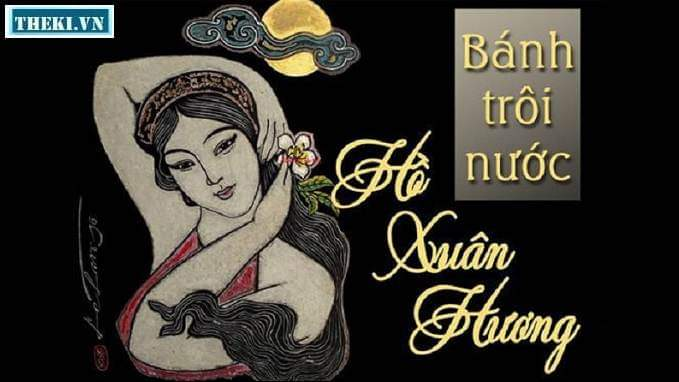 THEKI.VN
Bánh
trôi
nước
Hồ
Xuân
Hương